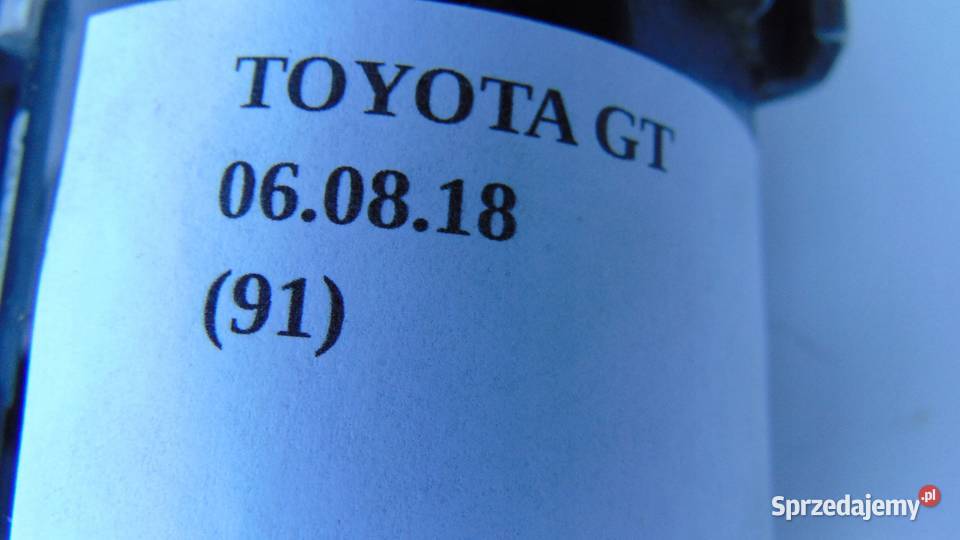 TOYOTA GT
06.08.18
(91)
Sprzedajemy.pl